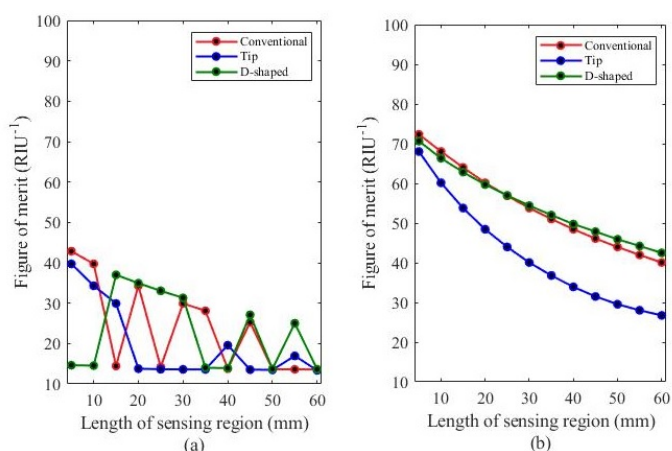 100
90
80
70
60
50
40
30
20
10
Figure of merit (RIU-1)
Conventional
Tip
D-shaped
10 20 30 40 50 60
Length of sensing region (mm)
(a)
100
90
80
70
60
50
40
30
20
10
Figure of merit (RIU-1)
Conventional
Tip
D-shaped
10 20 30 40 50 60
Length of sensing region (mm)
(b)